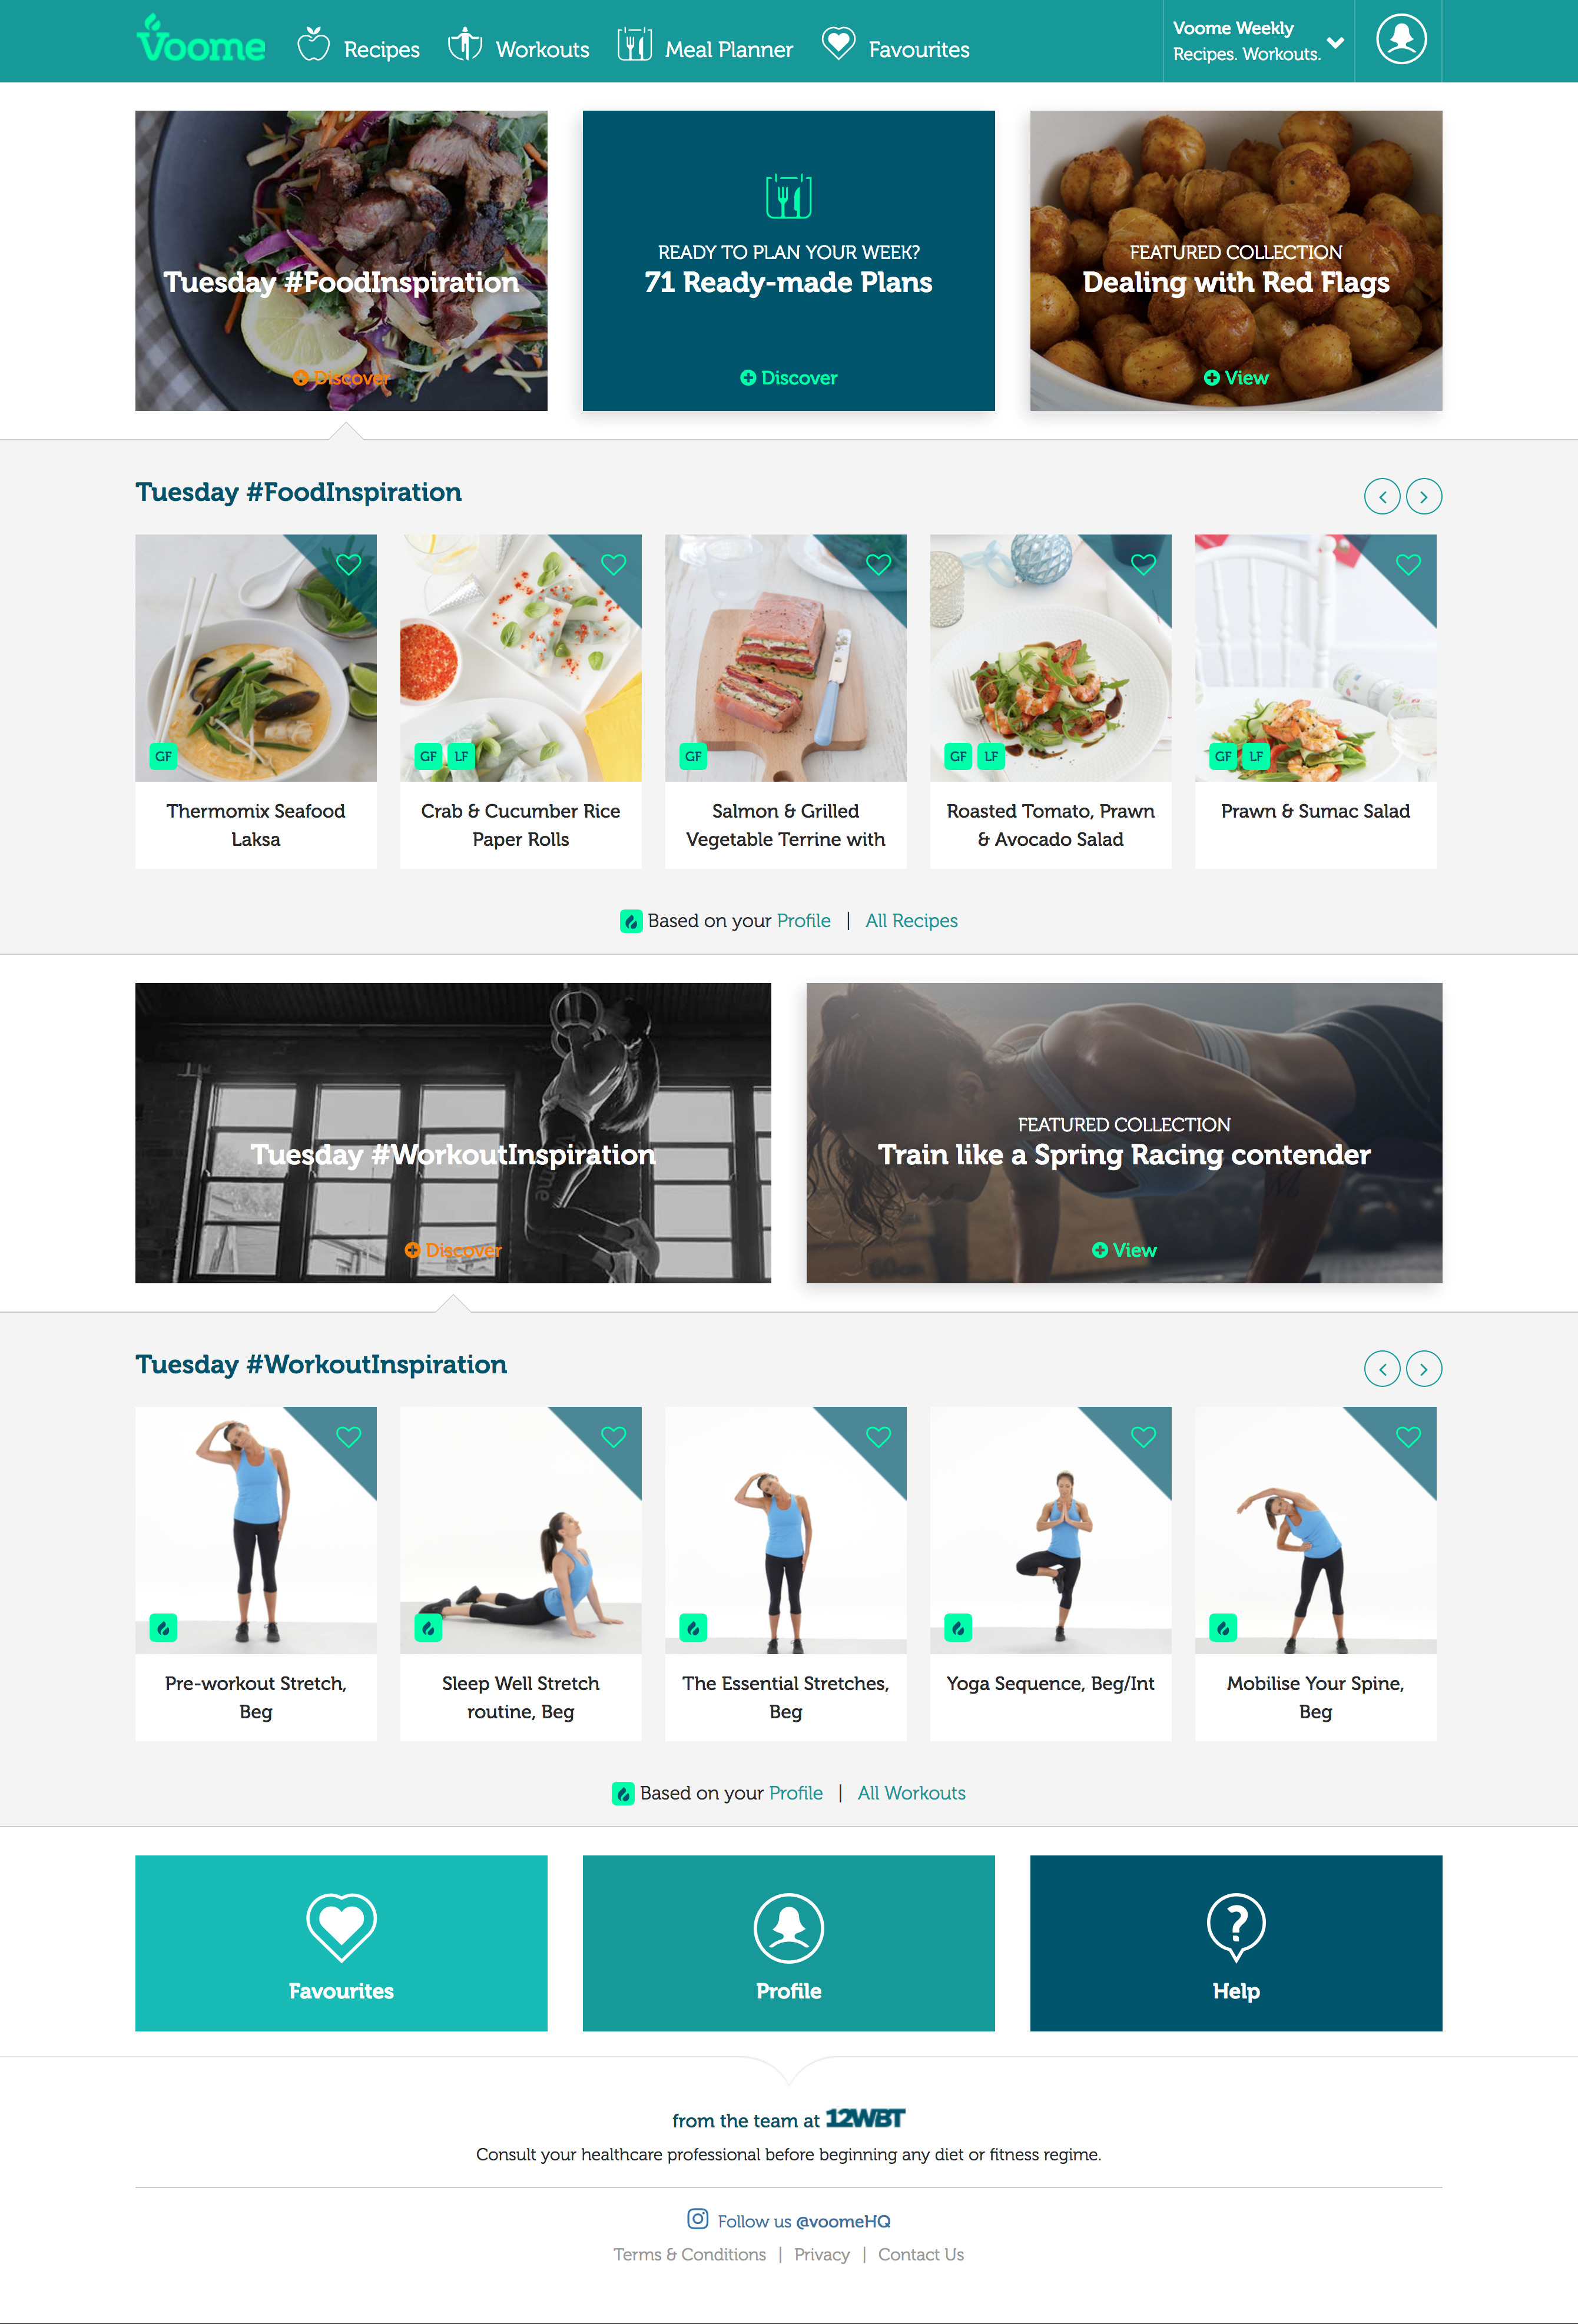 Voome
Recipes
Workouts
Meal Planner
Favourites
Voome Weekly
Recipes. Workouts.
Tuesday #FoodInspiration
Discover
READY TO PLAN YOUR WEEK?
71 Ready-made Plans
Discover
FEATURED COLLECTION
Dealing with Red Flags
View
Tuesday #FoodInspiration
GF
GF LF
GF
GF LF
GF LF
Thermomix Seafood
Laksa
Crab & Cucumber Rice
Paper Rolls
Salmon & Grilled
Vegetable Terrine with
Roasted Tomato, Prawn
& Avocado Salad
Prawn & Sumac Salad
Based on your Profile | All Recipes
Tuesday #WorkoutInspiration
Discover
FEATURED COLLECTION
Train like a Spring Racing contender
View
Tuesday #WorkoutInspiration
Pre-workout Stretch,
Beg
Sleep Well Stretch
routine, Beg
The Essential Stretches,
Beg
Yoga Sequence, Beg/Int
Mobilise Your Spine,
Beg
Based on your Profile | All Workouts
Favourites
Profile
Help
from the team at 12WBT
Consult your healthcare professional before beginning any diet or fitness regime.
Follow us @voomeHQ
Terms & Conditions | Privacy | Contact Us